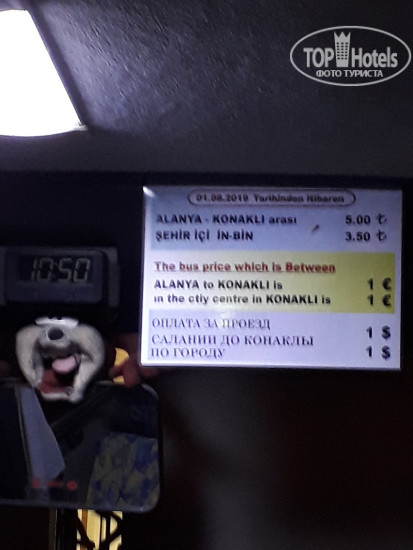 TOP Hotels
ФОТО ТУРИСТА
01.08.2019 Tarihinden Itibaren
ALANYA - KONAKLI arası 5.00 ₺
ŞEHİR İÇİ İN-BİN 3.50 ₺
The bus price which is Between
ALANYA to KONAKLI is 1 €
ın the ctiy centre in KONAKLI is 1 €
ОПЛАТА ЗА ПРОЕЗД
САЛАНИИ ДО КОНАКЛЫ 1 $
ПО ГОРОДУ 1 $
10:50